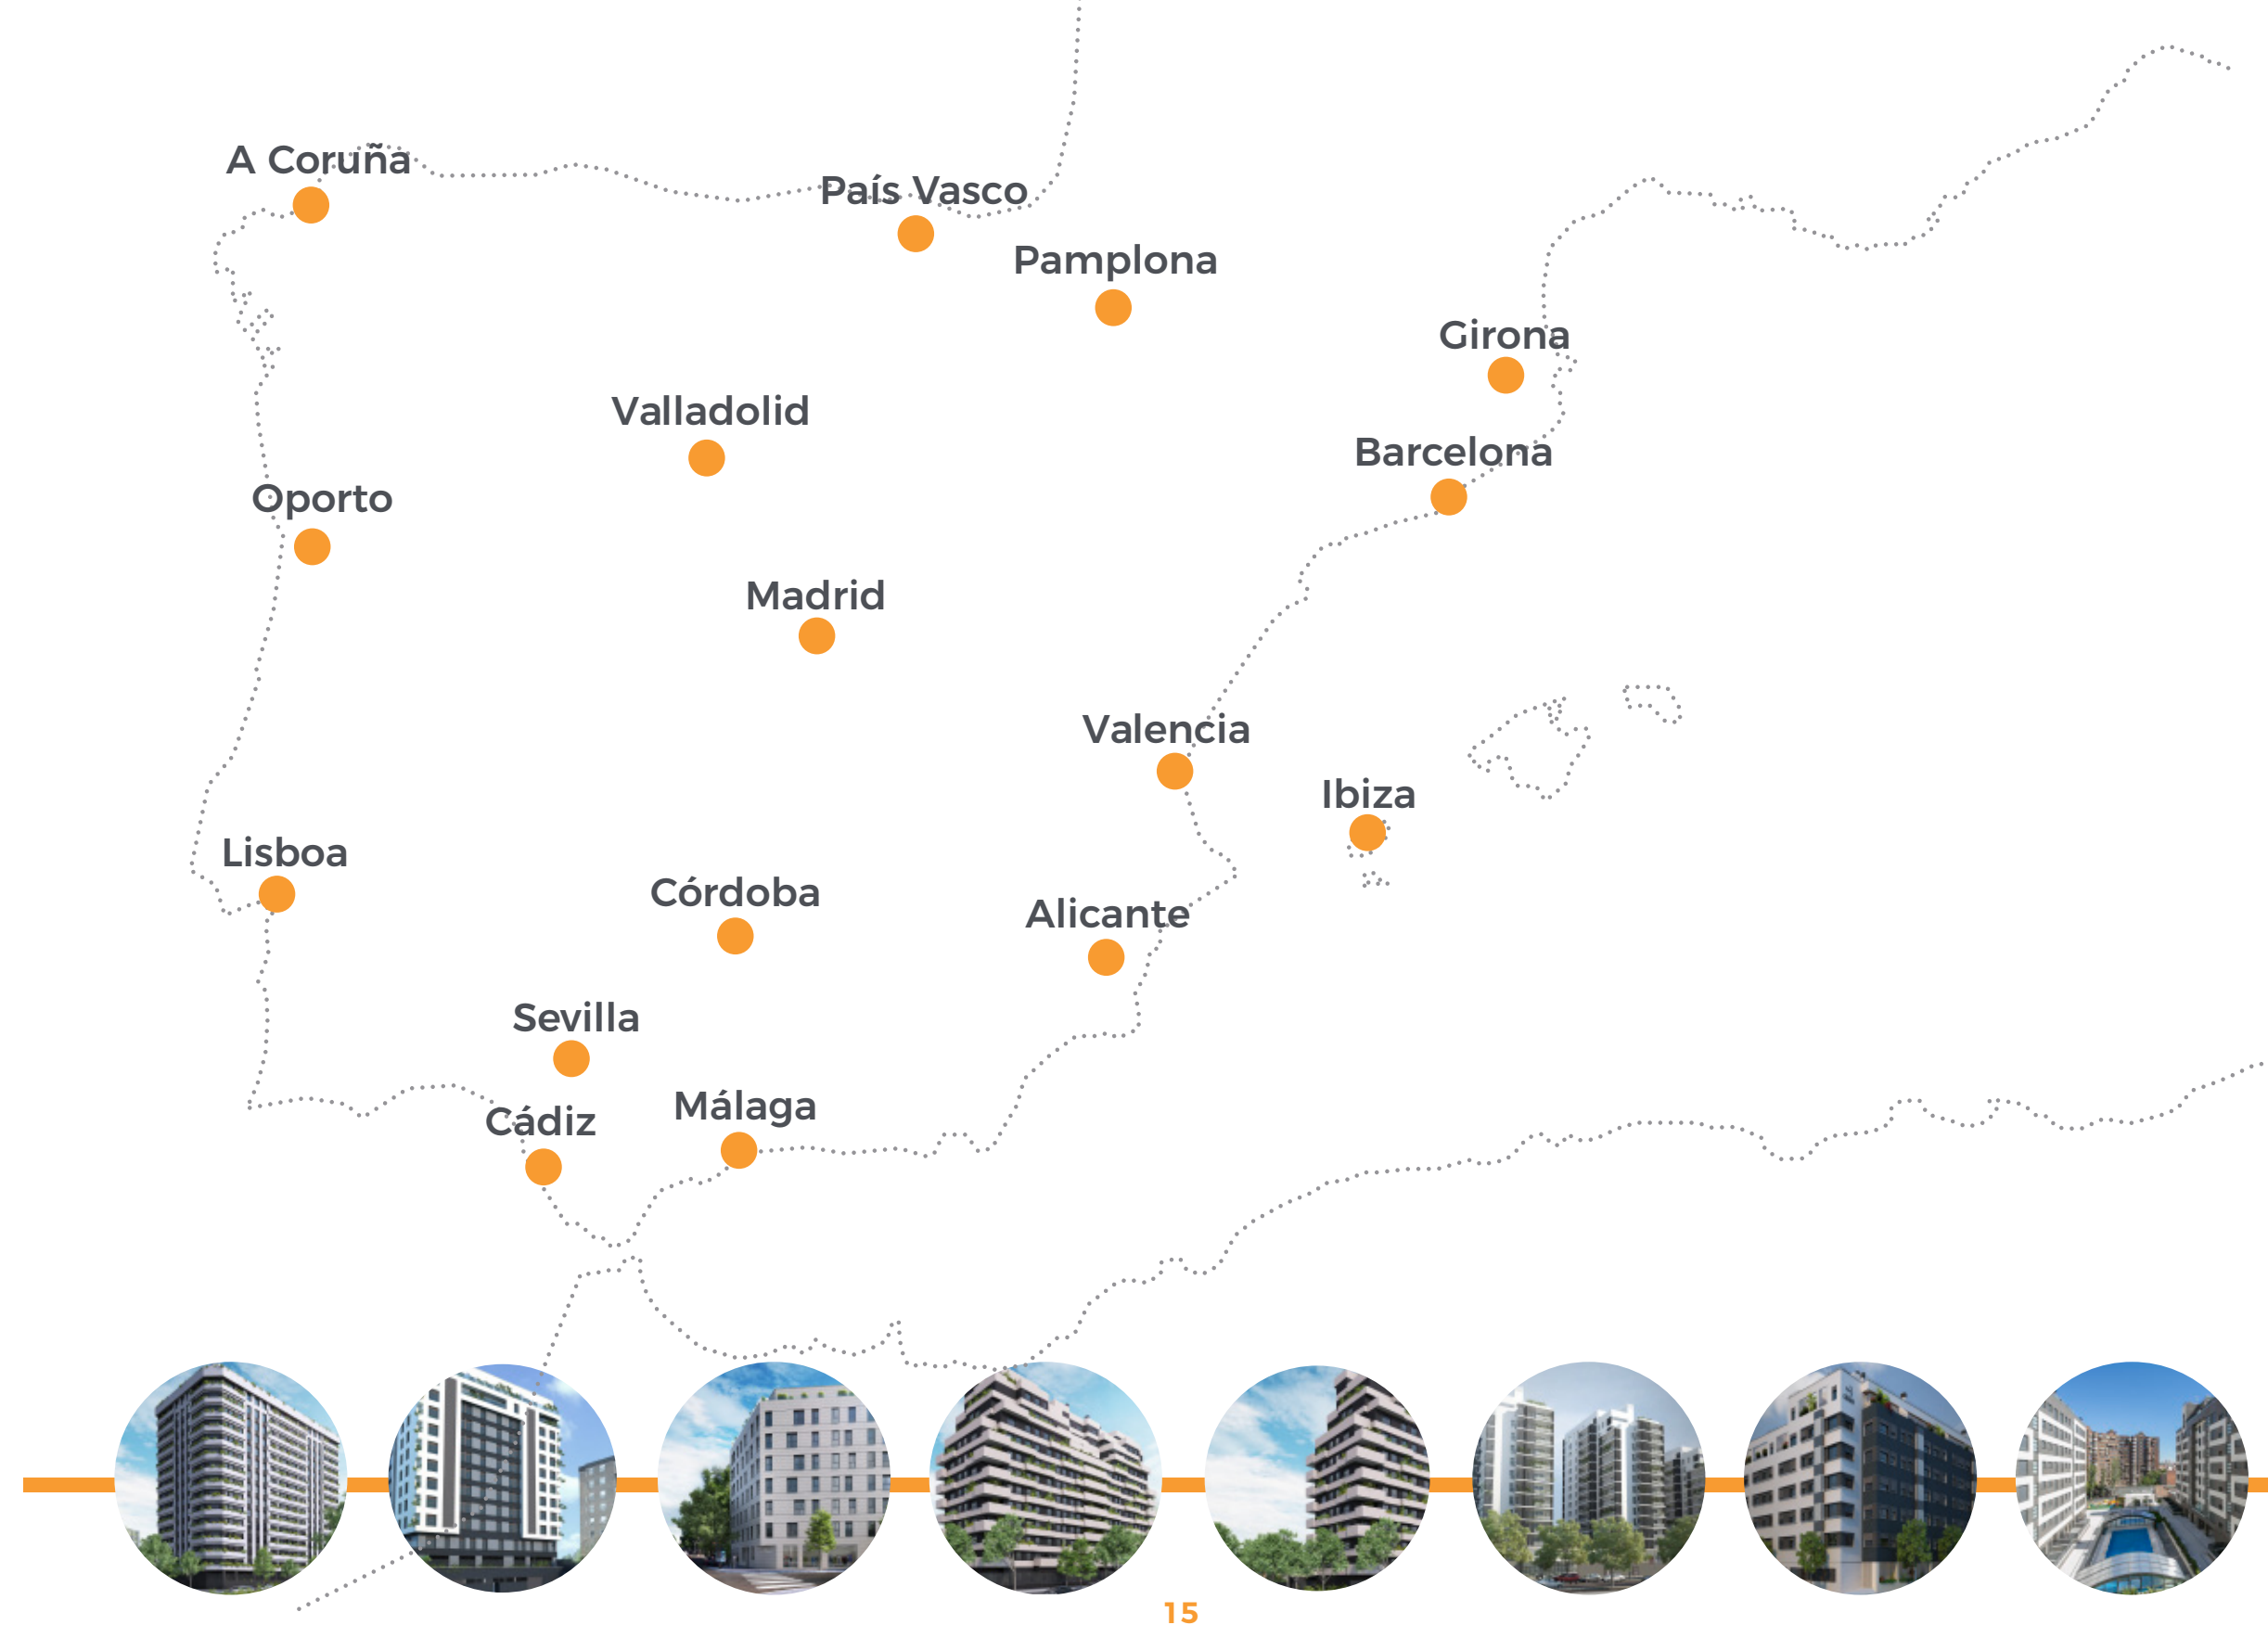 A Coruña
País Vasco
Pamplona
Girona
Valladolid
Barcelona
Oporto
Madrid
Valencia
Ibiza
Lisboa
Córdoba
Alicante
Sevilla
Málaga
Cádiz
15